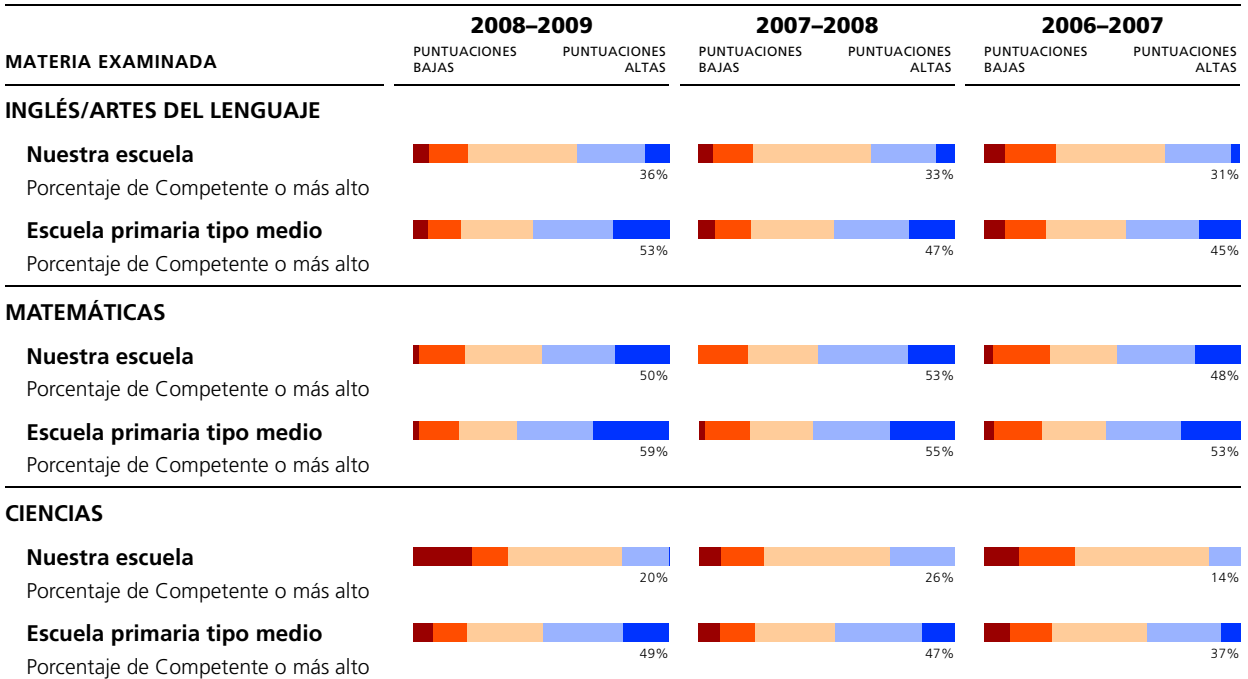 2008–2009 2007–2008 2006–2007
MATERIA EXAMINADA
PUNTUACIONES BAJAS PUNTUACIONES ALTAS PUNTUACIONES BAJAS PUNTUACIONES ALTAS PUNTUACIONES BAJAS PUNTUACIONES ALTAS
INGLÉS/ARTES DEL LENGUAJE
Nuestra escuela
Porcentaje de Competente o más alto 36% 33% 31%
Escuela primaria tipo medio
Porcentaje de Competente o más alto 53% 47% 45%
MATEMÁTICAS
Nuestra escuela
Porcentaje de Competente o más alto 50% 53% 48%
Escuela primaria tipo medio
Porcentaje de Competente o más alto 59% 55% 53%
CIENCIAS
Nuestra escuela
Porcentaje de Competente o más alto 20% 26% 14%
Escuela primaria tipo medio
Porcentaje de Competente o más alto 49% 47% 37%